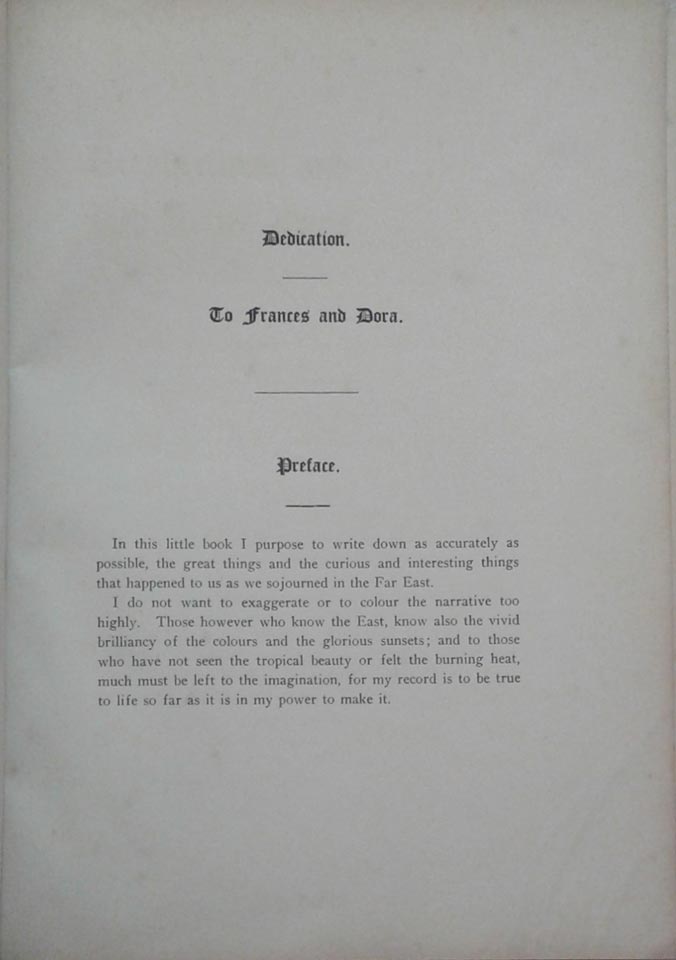 Dedication.
To Frances and Dora.
Preface.
In this little book I purpose to write down as accurately as
possible, the great things and the curious and interesting things
that happened to us as we sojourned in the Far East.
I do not want to exaggerate or to colour the narrative too
highly. Those however who know the East, know also the vivid
brilliancy of the colours and the glorious sunsets; and to those
who have not seen the tropical beauty or felt the burning heat,
much must be left to the imagination, for my record is to be true
to life so far as it is in my power to make it.